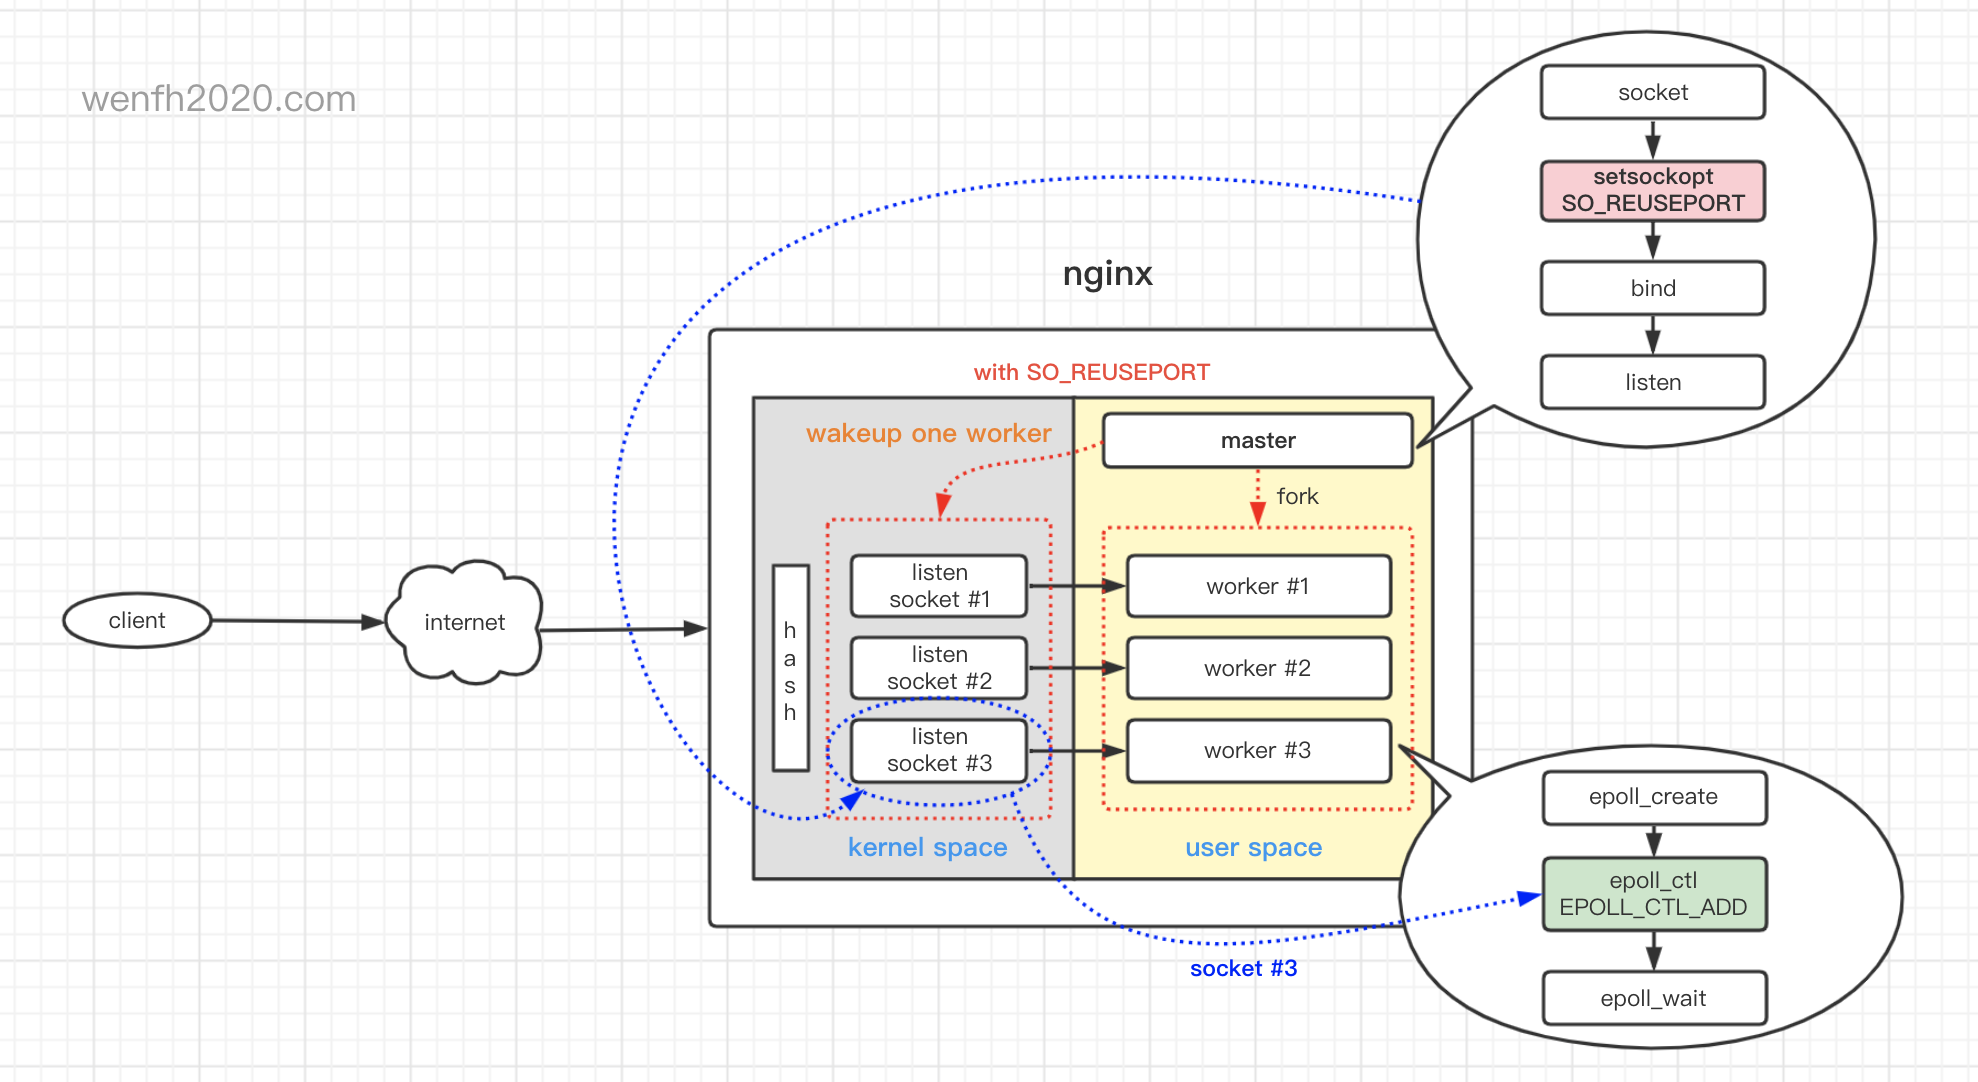 wenfh2020.com
socket
setsockopt
SO_REUSEPORT
bind
listen
nginx
with SO_REUSEPORT
wakeup one worker
master
fork
client
internet
h
a
s
h
listen
socket #1
worker #1
listen
socket #2
worker #2
listen
socket #3
worker #3
kernel space
user space
epoll_create
epoll_ctl
EPOLL_CTL_ADD
epoll_wait
socket #3